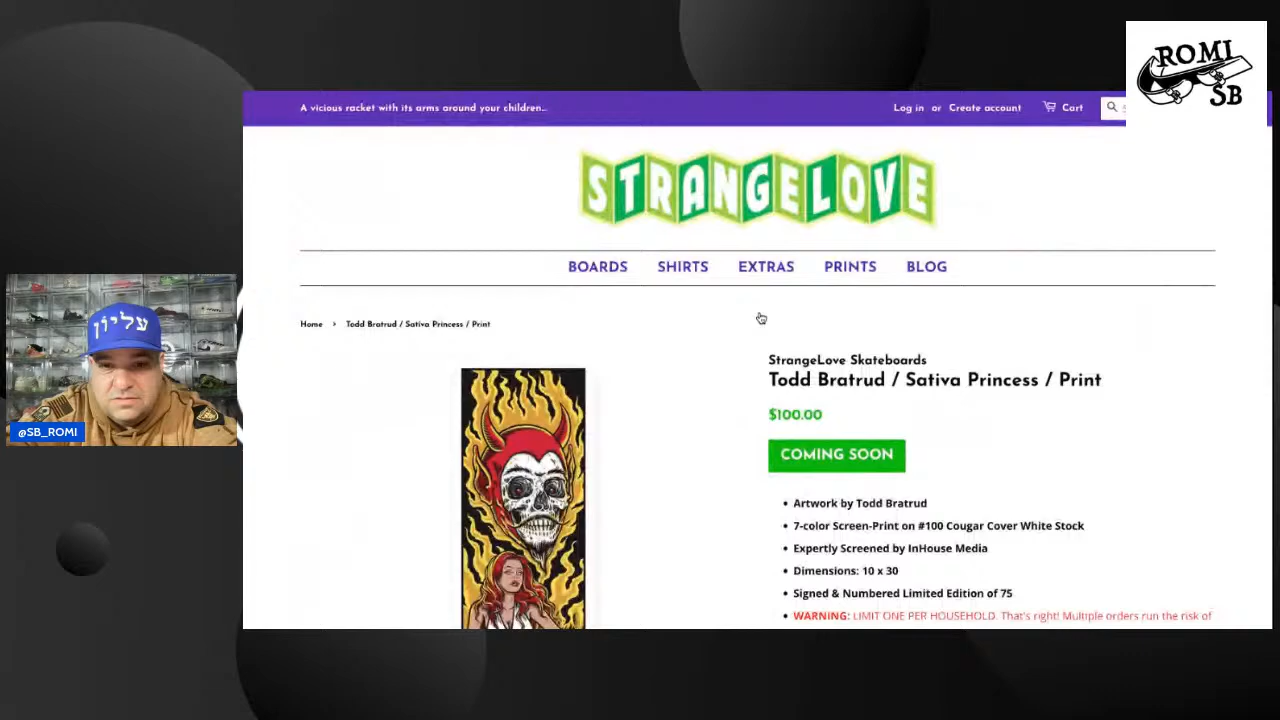 ROMI
SB
A vicious racket with its arms around your children...
Log in or Create account
Cart
STRANGELOVE
BOARDS SHIRTS EXTRAS PRINTS BLOG
Home › Todd Bratrud / Sativa Princess / Print
StrangeLove Skateboards
Todd Bratrud / Sativa Princess / Print
$100.00
COMING SOON
• Artwork by Todd Bratrud
• 7-color Screen-Print on #100 Cougar Cover White Stock
• Expertly Screened by InHouse Media
• Dimensions: 10 x 30
• Signed & Numbered Limited Edition of 75
• WARNING: LIMIT ONE PER HOUSEHOLD. That's right! Multiple orders run the risk of
עליון
@SB_ROMI